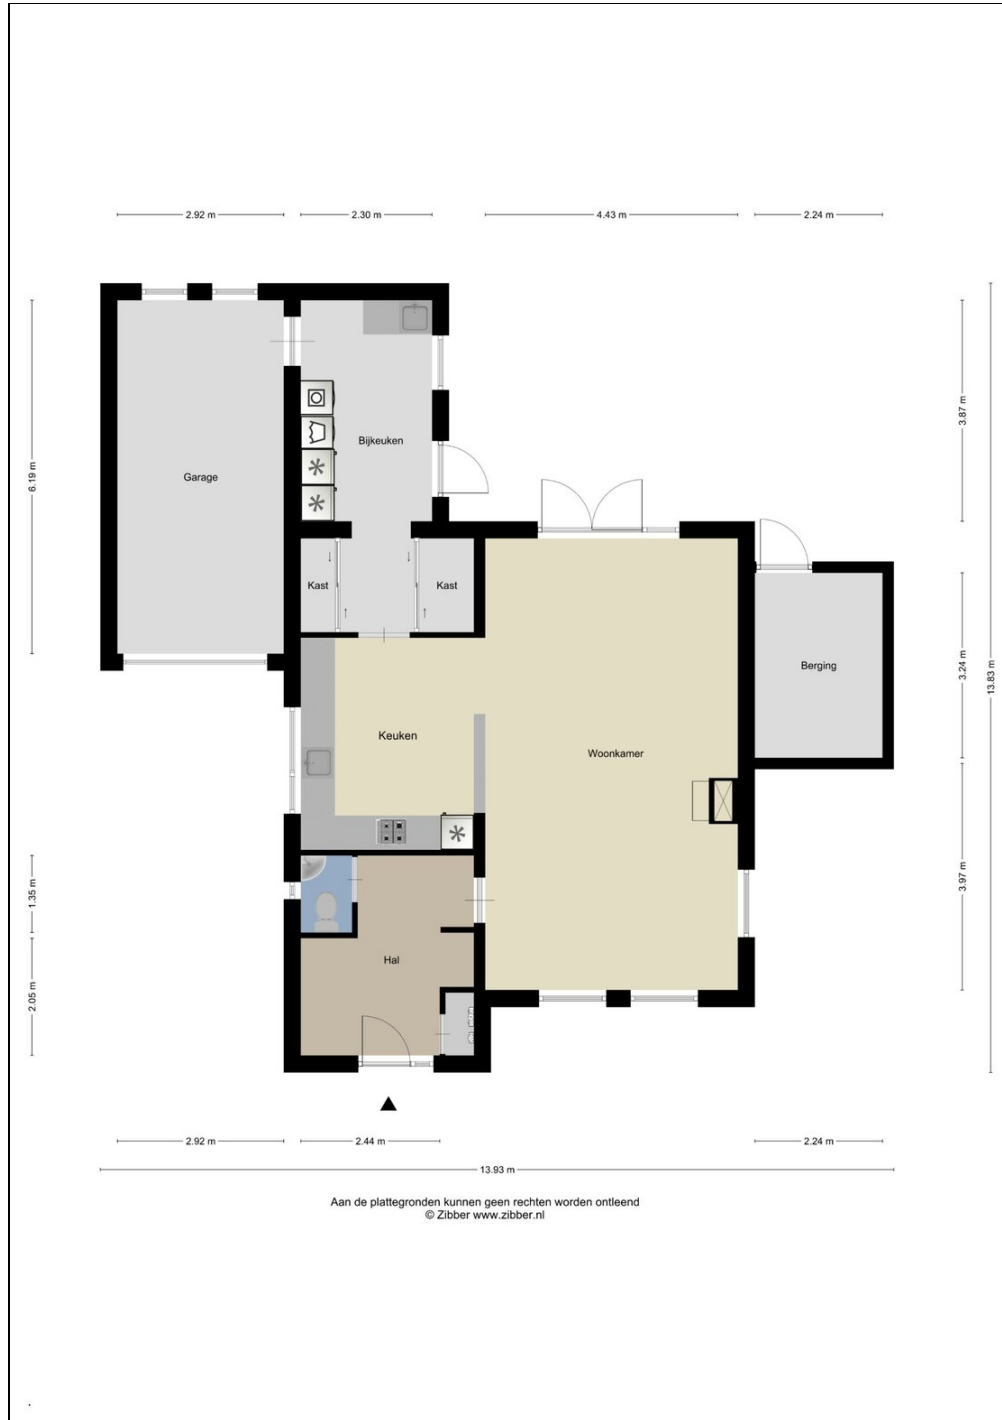 2.92 m
2.30 m
4.43 m
2.24 m
6.19 m
3.87 m
Bijkeuken
Garage
Kast
Kast
Berging
3.24 m
13.83 m
Keuken
Woonkamer
1.35 m
3.97 m
Hal
2.05 m
2.92 m
2.44 m
2.24 m
13.93 m
Aan de plattegronden kunnen geen rechten worden ontleend
© Zibber www.zibber.nl